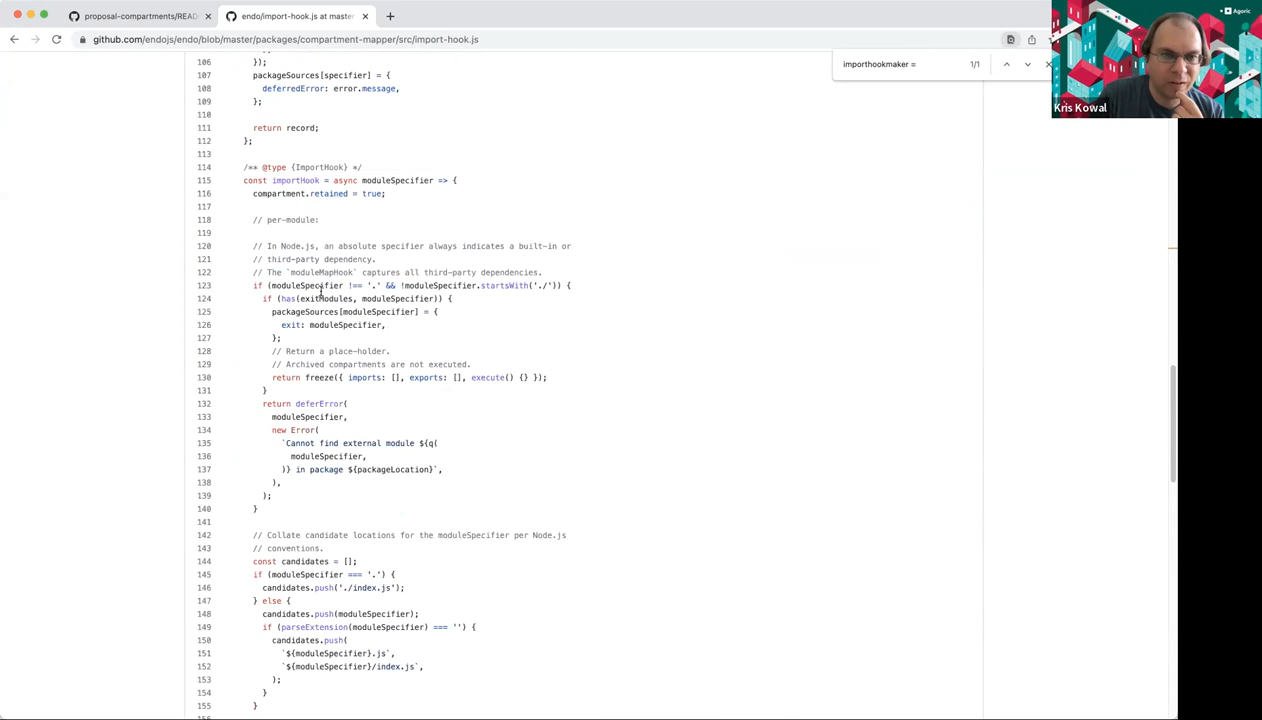 proposal-compartments/READ
endo/import-hook.js at master
github.com/endojs/endo/blob/master/packages/compartment-mapper/src/import-hook.js
importhookmaker =
1/1
Agoric
Kris Kowal
106 });
107 packageSources[specifier] = {
108 deferredError: error.message,
109 };
110
111 return record;
112 };
113
114 /** @type {ImportHook} */
115 const importHook = async moduleSpecifier => {
116 compartment.retained = true;
117
118 // per-module:
119
120 // In Node.js, an absolute specifier always indicates a built-in or
121 // third-party dependency.
122 // The `moduleMapHook` captures all third-party dependencies.
123 if (moduleSpecifier !== '.' && !moduleSpecifier.startsWith('./')) {
124 if (has(exitModules, moduleSpecifier)) {
125 packageSources[moduleSpecifier] = {
126 exit: moduleSpecifier,
127 };
128 // Return a place-holder.
129 // Archived compartments are not executed.
130 return freeze({ imports: [], exports: [], execute() {} });
131 }
132 return deferError(
133 moduleSpecifier,
134 new Error(
135 `Cannot find external module ${q(
136 moduleSpecifier,
137 )} in package ${packageLocation}`,
138 ),
139 );
140 }
141
142 // Collate candidate locations for the moduleSpecifier per Node.js
143 // conventions.
144 const candidates = [];
145 if (moduleSpecifier === '.') {
146 candidates.push('./index.js');
147 } else {
148 candidates.push(moduleSpecifier);
149 if (parseExtension(moduleSpecifier) === '') {
150 candidates.push(
151 `${moduleSpecifier}.js`,
152 `${moduleSpecifier}/index.js`,
153 );
154 }
155 }